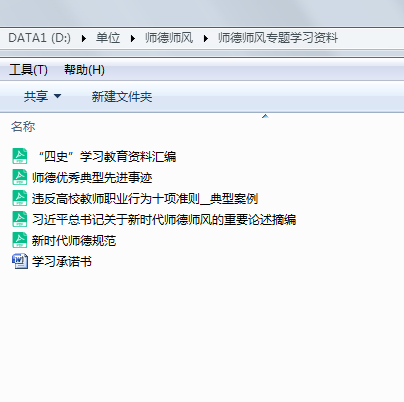 DATA1 (D:) ▸ 单位 ▸ 师德师风 ▸ 师德师风专题学习资料
工具(T) 帮助(H)
共享 新建文件夹
名称
“四史”学习教育资料汇编
师德优秀典型先进事迹
违反高校教师职业行为十项准则__典型案例
习近平总书记关于新时代师德师风的重要论述摘编
新时代师德规范
学习承诺书